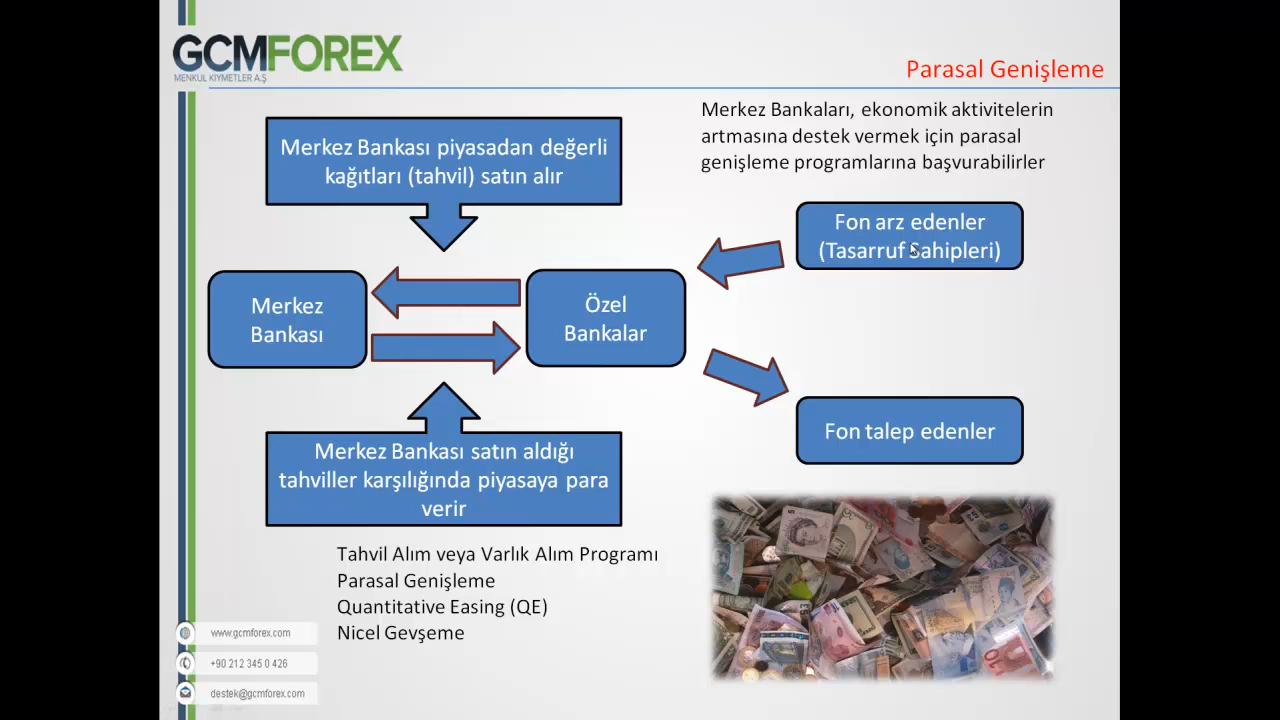 GCMFOREX
MENKUL KIYMETLER A.Ş
Parasal Genişleme
Merkez Bankaları, ekonomik aktivitelerin
artmasına destek vermek için parasal
genişleme programlarına başvurabilirler
Merkez Bankası piyasadan değerli
kağıtları (tahvil) satın alır
Fon arz edenler
(Tasarruf Sahipleri)
Merkez
Bankası
Özel
Bankalar
Fon talep edenler
Merkez Bankası satın aldığı
tahviller karşılığında piyasaya para
verir
Tahvil Alım veya Varlık Alım Programı
Parasal Genişleme
Quantitative Easing (QE)
Nicel Gevşeme
www.gcmforex.com
+90 212 345 0 426
destek@gcmforex.com